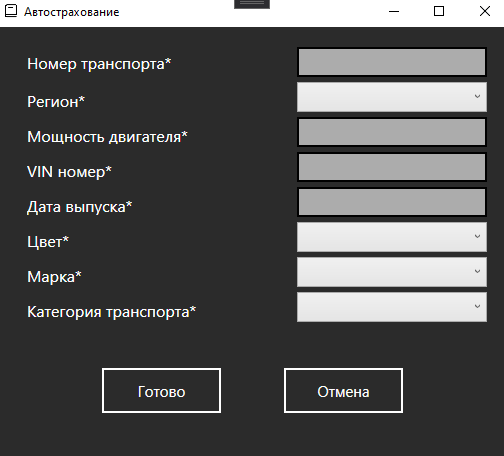 Автострахование
Номер транспорта*
Регион*
Мощность двигателя*
VIN номер*
Дата выпуска*
Цвет*
Марка*
Категория транспорта*
Готово Отмена